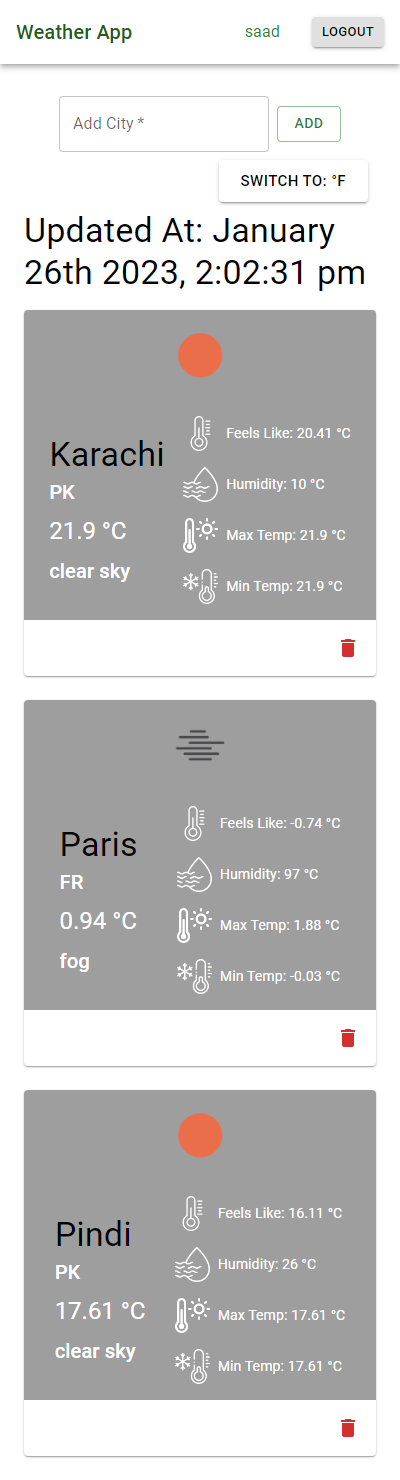 Weather App
saad
LOGOUT
Add City *
ADD
SWITCH TO: °F
Updated At: January
26th 2023, 2:02:31 pm
Karachi
PK
21.9 °C
clear sky
Feels Like: 20.41 °C
Humidity: 10 °C
Max Temp: 21.9 °C
Min Temp: 21.9 °C
Paris
FR
0.94 °C
fog
Feels Like: -0.74 °C
Humidity: 97 °C
Max Temp: 1.88 °C
Min Temp: -0.03 °C
Pindi
PK
17.61 °C
clear sky
Feels Like: 16.11 °C
Humidity: 26 °C
Max Temp: 17.61 °C
Min Temp: 17.61 °C